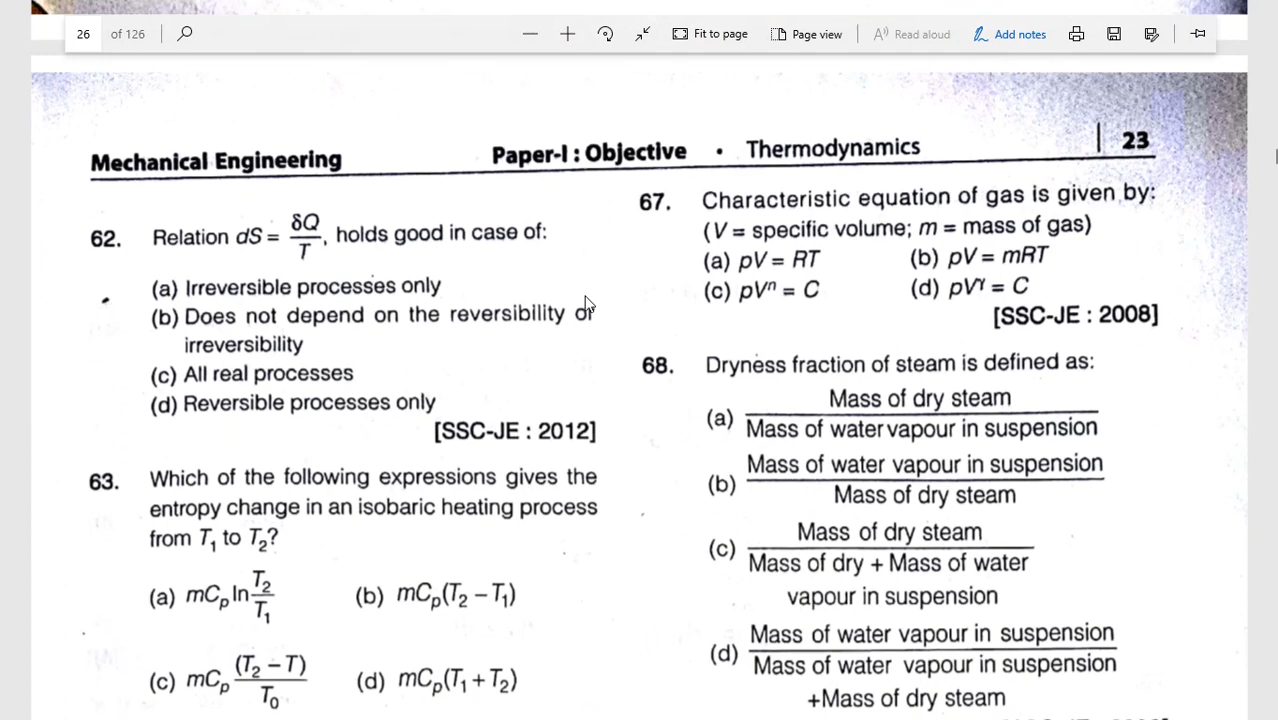 26 of 126
Fit to page
Page view
Read aloud
Add notes
Mechanical Engineering Paper-I : Objective • Thermodynamics 23
62. Relation dS = δQ/T, holds good in case of:
(a) Irreversible processes only
(b) Does not depend on the reversibility or
irreversibility
(c) All real processes
(d) Reversible processes only
[SSC-JE : 2012]
63. Which of the following expressions gives the
entropy change in an isobaric heating process
from T₁ to T₂?
(a) mCₚ ln T₂/T₁ (b) mCₚ(T₂ – T₁)
(c) mCₚ (T₂ – T)/T₀ (d) mCₚ(T₁ + T₂)
67. Characteristic equation of gas is given by:
(V = specific volume; m = mass of gas)
(a) pV = RT (b) pV = mRT
(c) pVⁿ = C (d) pVᵞ = C
[SSC-JE : 2008]
68. Dryness fraction of steam is defined as:
(a) Mass of dry steam
Mass of water vapour in suspension
(b) Mass of water vapour in suspension
Mass of dry steam
(c) Mass of dry steam
Mass of dry + Mass of water
vapour in suspension
(d) Mass of water vapour in suspension
Mass of water vapour in suspension
+Mass of dry steam